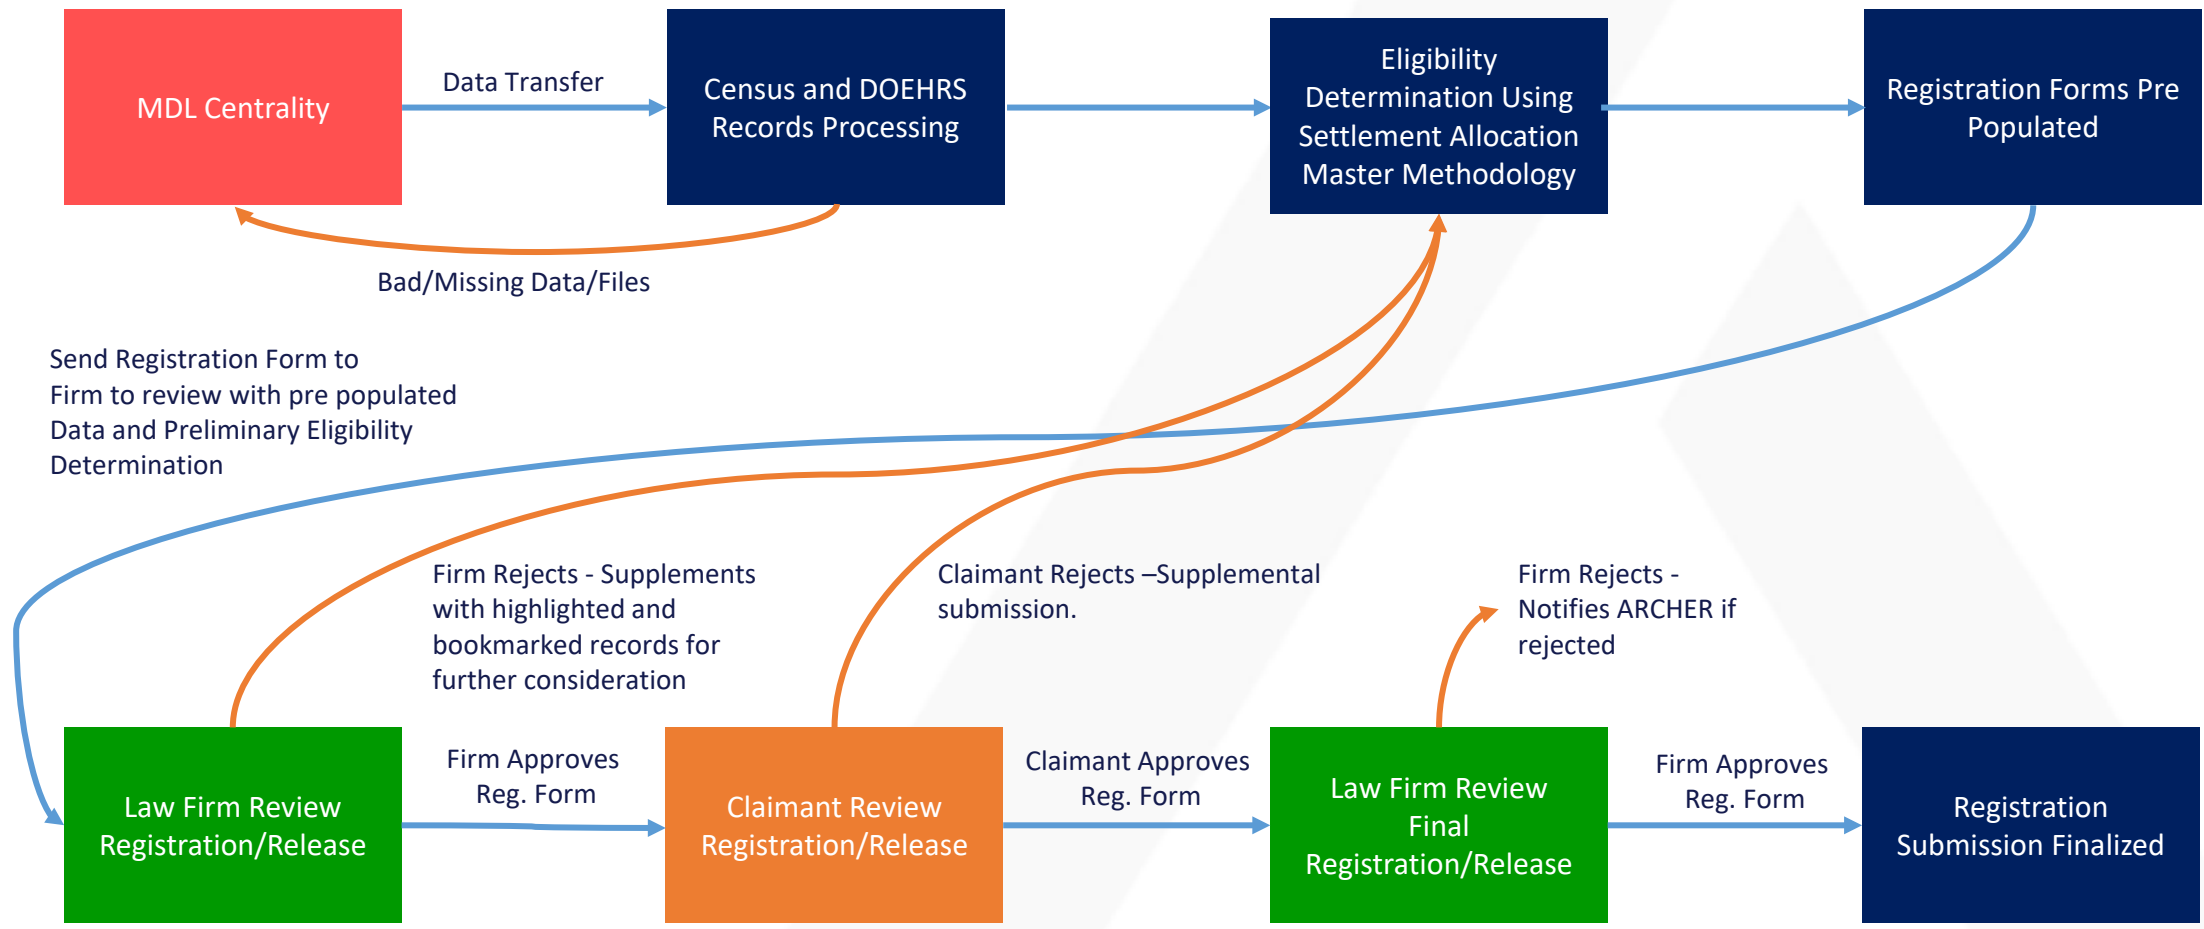 MDL Centrality
Data Transfer
Census and DOEHRS
Records Processing
Eligibility
Determination Using
Settlement Allocation
Master Methodology
Registration Forms Pre
Populated
Bad/Missing Data/Files
Send Registration Form to
Firm to review with pre populated
Data and Preliminary Eligibility
Determination
Firm Rejects - Supplements
with highlighted and
bookmarked records for
further consideration
Claimant Rejects –Supplemental
submission.
Firm Rejects -
Notifies ARCHER if
rejected
Law Firm Review
Registration/Release
Firm Approves
Reg. Form
Claimant Review
Registration/Release
Claimant Approves
Reg. Form
Law Firm Review
Final
Registration/Release
Firm Approves
Reg. Form
Registration
Submission Finalized